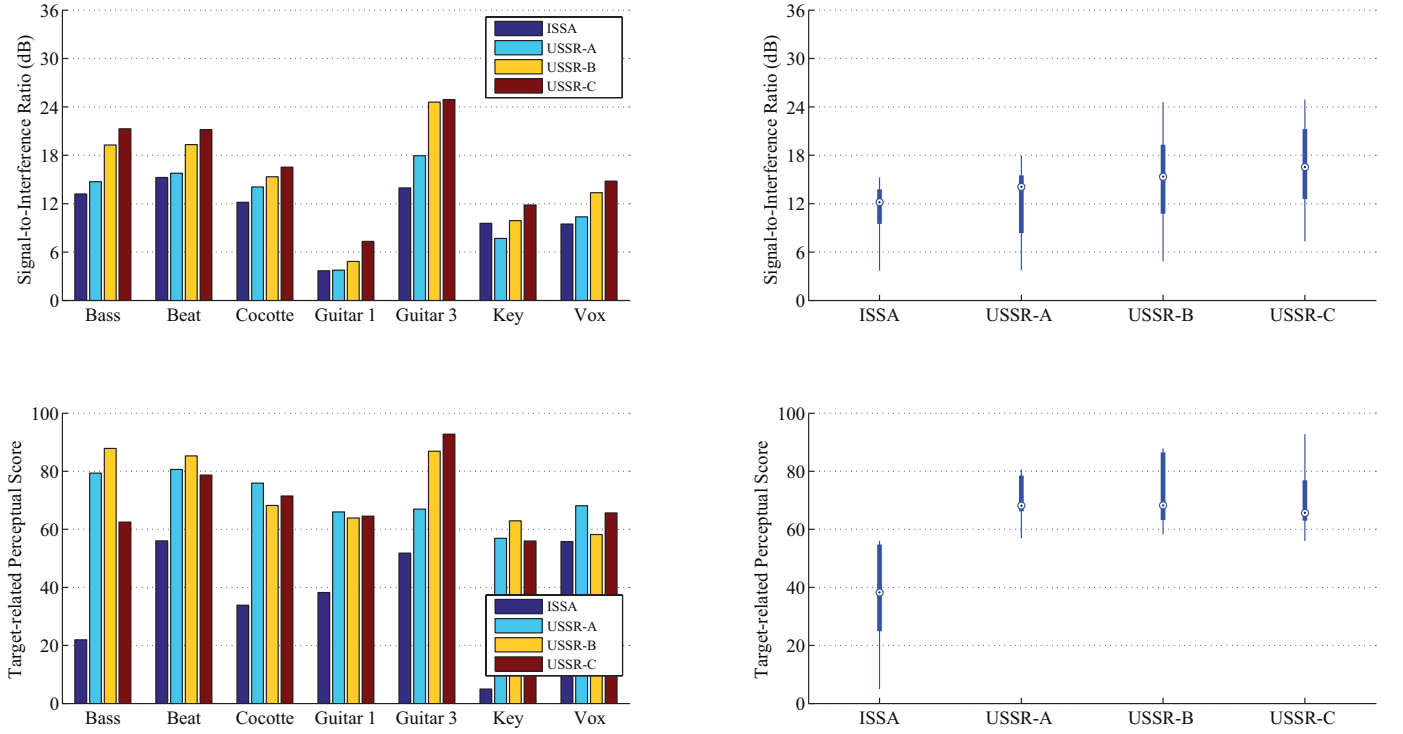 Signal-to-Interference Ratio (dB)
36
30
24
18
12
6
0
ISSA
USSR-A
USSR-B
USSR-C
Bass Beat Cocotte Guitar 1 Guitar 3 Key Vox
Signal-to-Interference Ratio (dB)
36
30
24
18
12
6
0
ISSA USSR-A USSR-B USSR-C
Target-related Perceptual Score
100
80
60
40
20
0
ISSA
USSR-A
USSR-B
USSR-C
Bass Beat Cocotte Guitar 1 Guitar 3 Key Vox
Target-related Perceptual Score
100
80
60
40
20
0
ISSA USSR-A USSR-B USSR-C